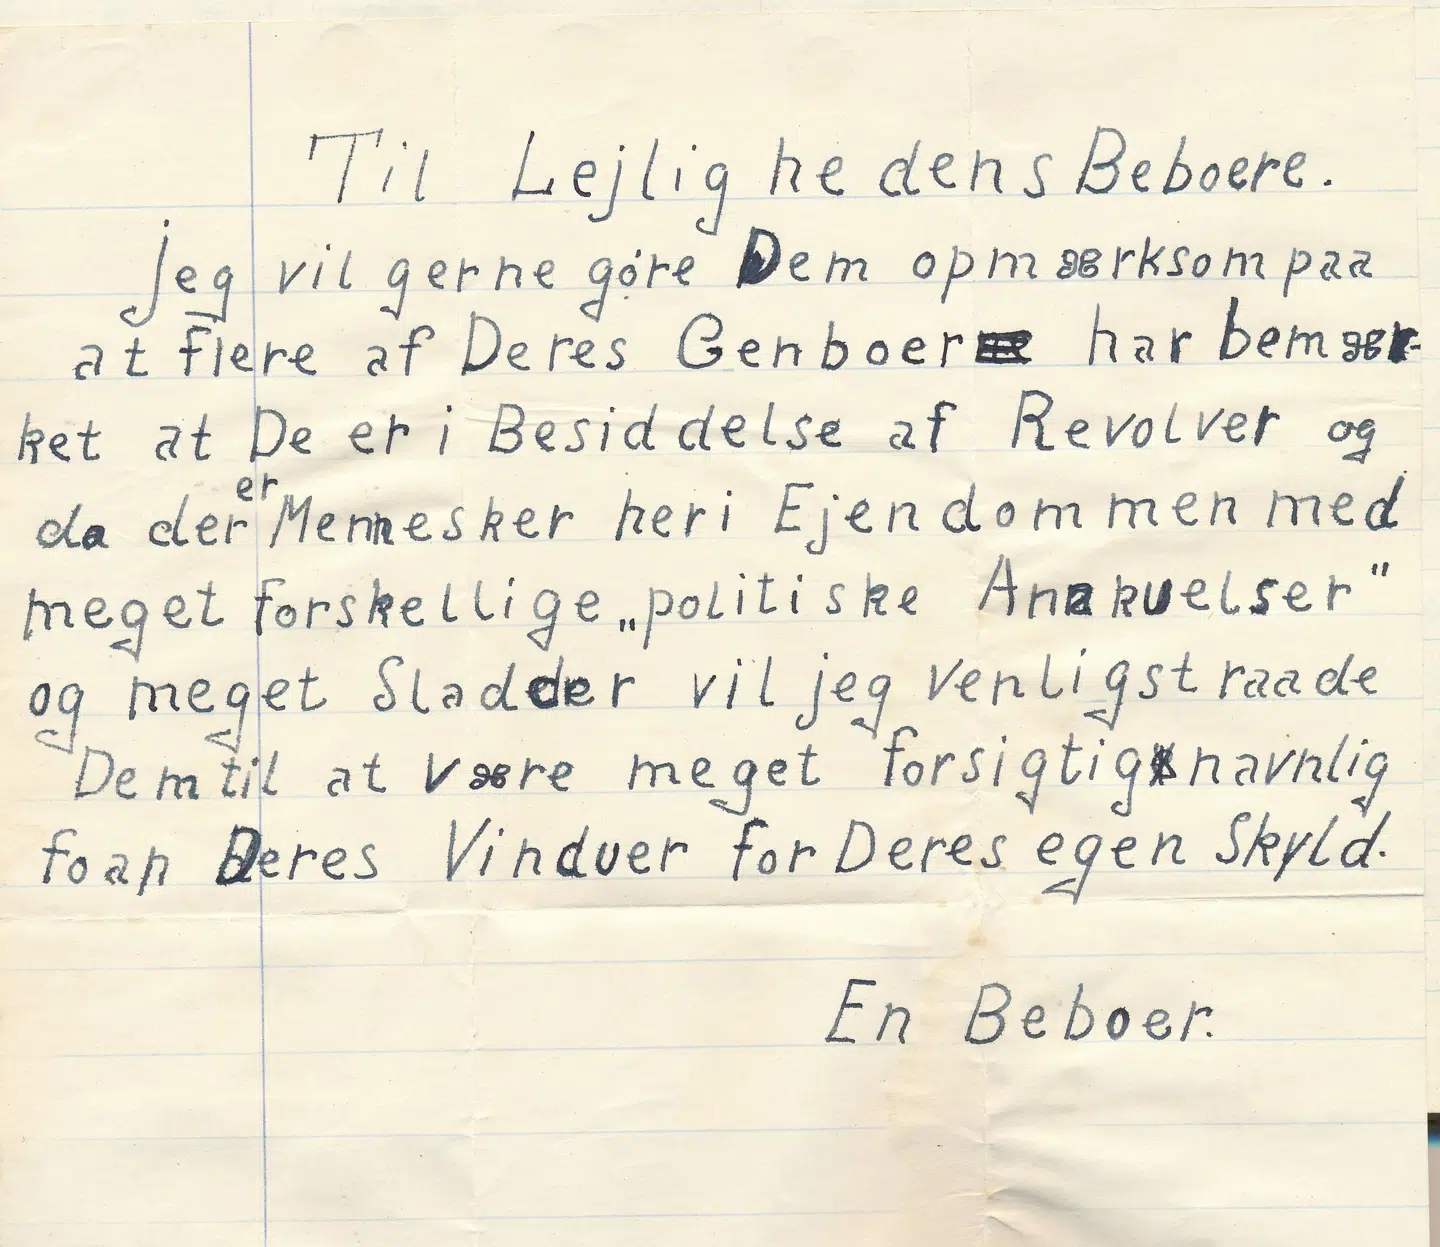 Til Lejlighedens Beboere.
jeg vil gerne gøre Dem opmærksom paa
at flere af Deres Genboer har bemær-
ket at De er i Besiddelse af Revolver og
da der er Mennesker her i Ejendommen med
meget forskellige „politiske Anskuelser"
og meget Sladder vil jeg venligst raade
Dem til at være meget forsigtig navnlig
foan Deres Vinduer for Deres egen Skyld.
En Beboer.